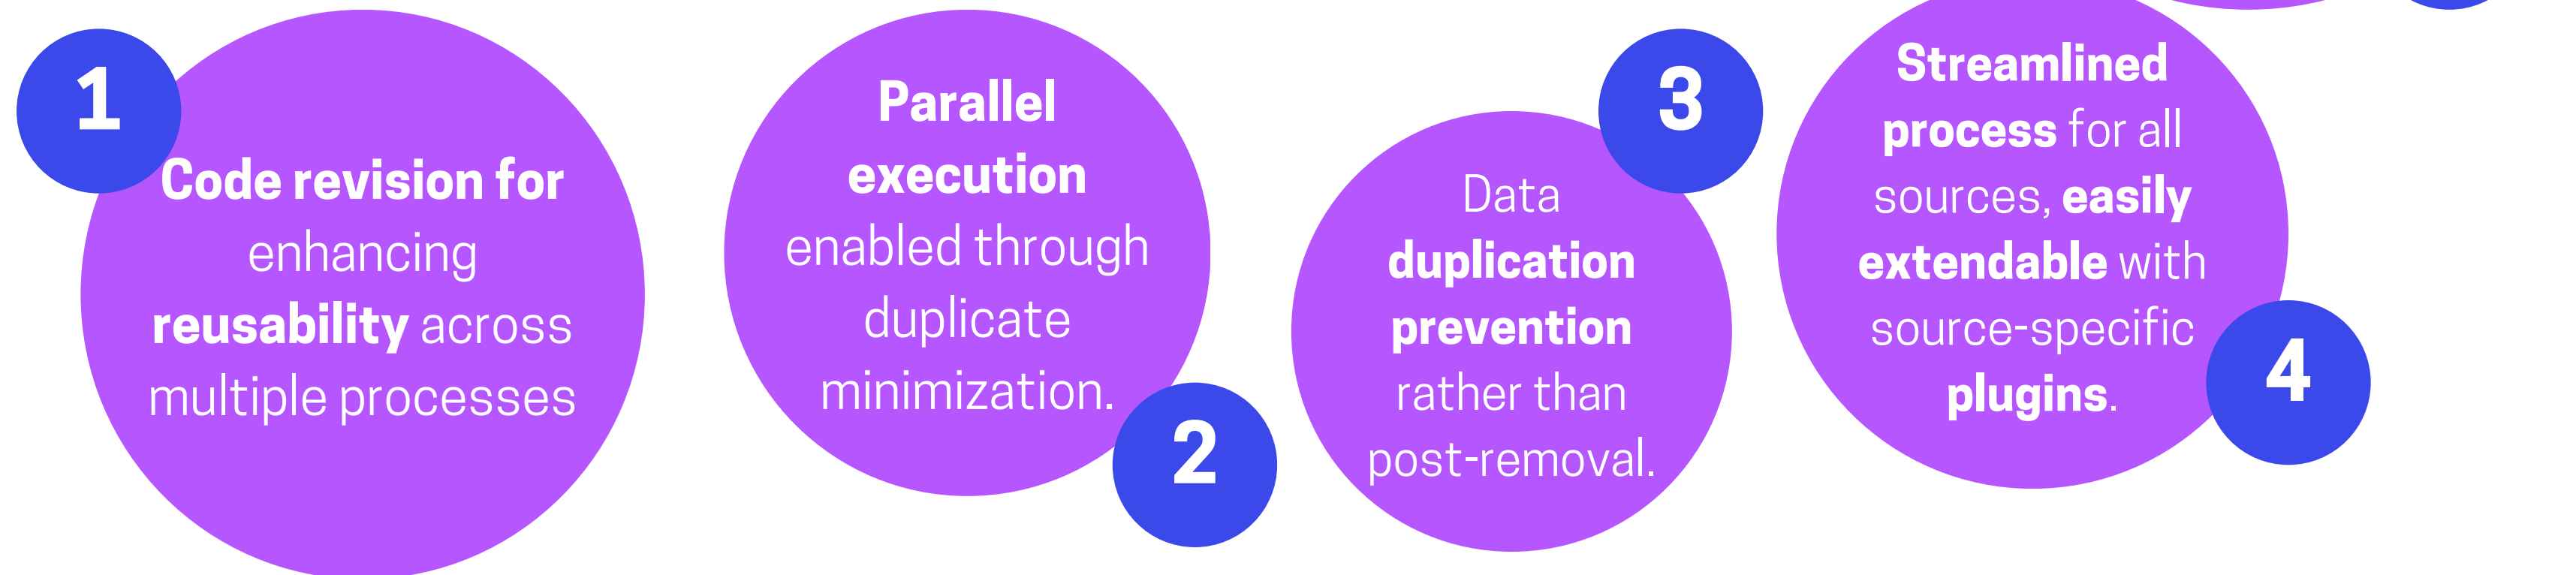 1
Code revision for
enhancing
reusability across
multiple processes
Parallel
execution
enabled through
duplicate
minimization.
2
3
Data
duplication
prevention
rather than
post-removal.
Streamlined
process for all
sources, easily
extendable with
source-specific
plugins.
4